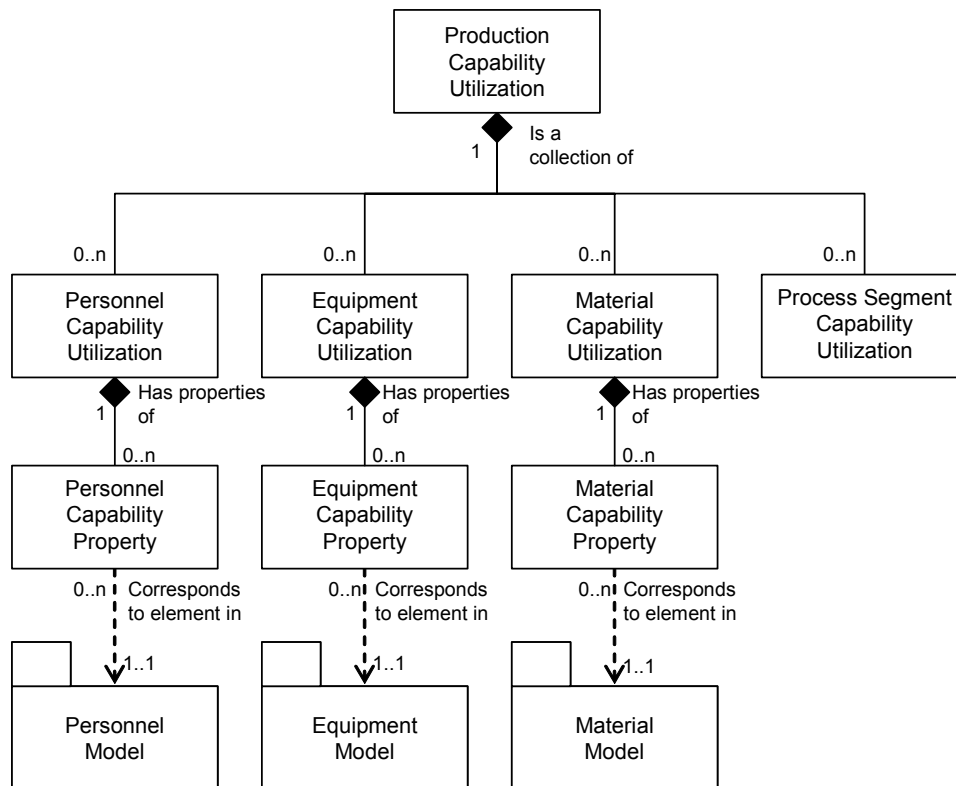 Production
Capability
Utilization
Is a
collection of
1
0..n
0..n
0..n
0..n
Personnel
Capability
Utilization
Equipment
Capability
Utilization
Material
Capability
Utilization
Process Segment
Capability
Utilization
Has properties
of
1
0..n
Has properties
of
1
0..n
Has properties
of
1
0..n
Personnel
Capability
Property
Equipment
Capability
Property
Material
Capability
Property
0..n
Corresponds
to element in
1..1
0..n
Corresponds
to element in
1..1
0..n
Corresponds
to element in
1..1
Personnel
Model
Equipment
Model
Material
Model